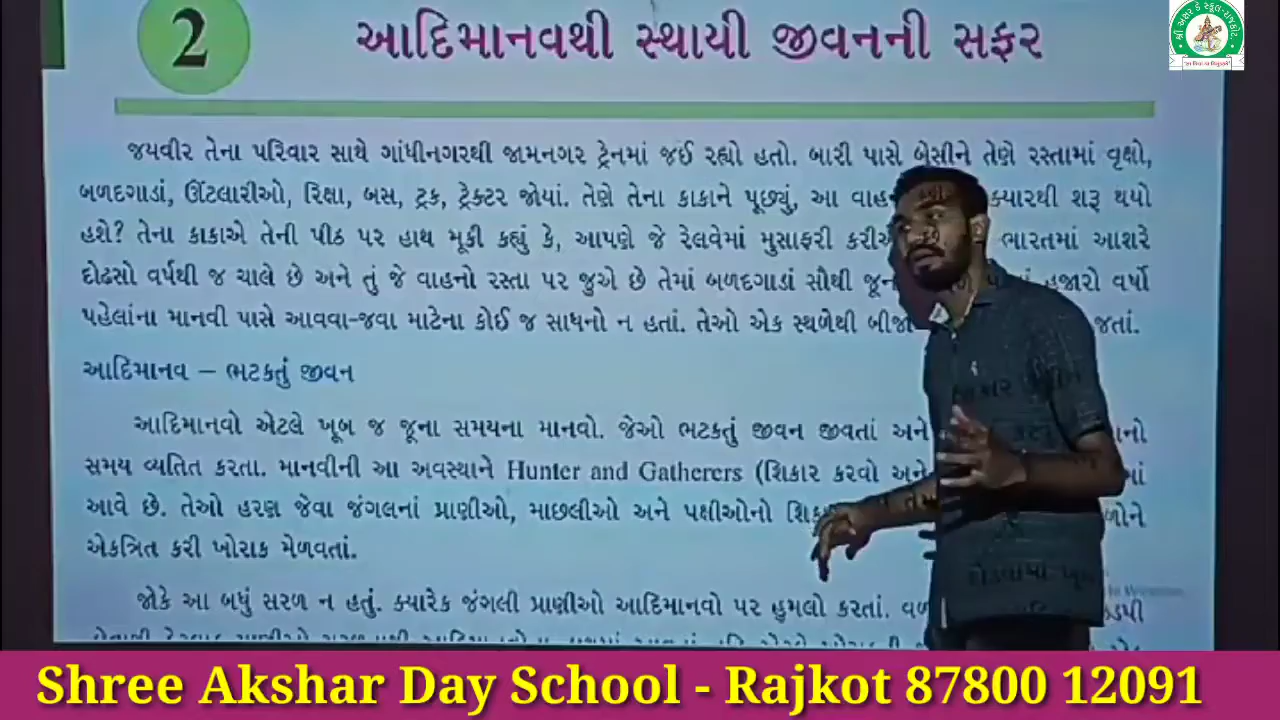 2
આદિમાનવથી સ્થાયી જીવનની સફર
શ્રી અક્ષર ડે સ્કૂલ-રાજકોટ
જયવીર તેના પરિવાર સાથે ગાંધીનગરથી જામનગર ટ્રેનમાં જઈ રહ્યો હતો. બારી પાસે બેસીને તેણે રસ્તામાં વૃક્ષો,
બળદગાડાં, ઊંટલારીઓ, રિક્ષા, બસ, ટ્રક, ટ્રેક્ટર જોયાં. તેણે તેના કાકાને પૂછ્યું, આ ક્યારથી શરૂ થયો
હશે? તેના કાકાએ તેની પીઠ પર હાથ મૂકી કહ્યું કે, આપણે જે રેલવેમાં મુસાફરી ભારતમાં આશરે
દોઢસો વર્ષથી જ ચાલે છે અને તું જે વાહનો રસ્તા પર જુએ છે તેમાં બળદગાડાં સૌથી હજારો વર્ષો
પહેલાંના માનવી પાસે આવવા-જવા માટેના કોઈ જ સાધનો ન હતાં. તેઓ એક સ્થળેથી જતાં.
આદિમાનવ – ભટકતું જીવન
આદિમાનવો એટલે ખૂબ જ જૂના સમયના માનવો. જેઓ ભટકતું જીવન જીવતાં અને
સમય વ્યતિત કરતા. માનવીની આ અવસ્થાને Hunter and Gatherers (શિકાર કરવો અને
આવે છે. તેઓ હરણ જેવા જંગલનાં પ્રાણીઓ, માછલીઓ અને પક્ષીઓનો
એકત્રિત કરી ખોરાક મેળવતાં.
જોકે આ બધું સરળ ન હતું. ક્યારેક જંગલી પ્રાણીઓ આદિમાનવો પર હુમલો કરતાં.
Shree Akshar Day School - Rajkot 87780 12091